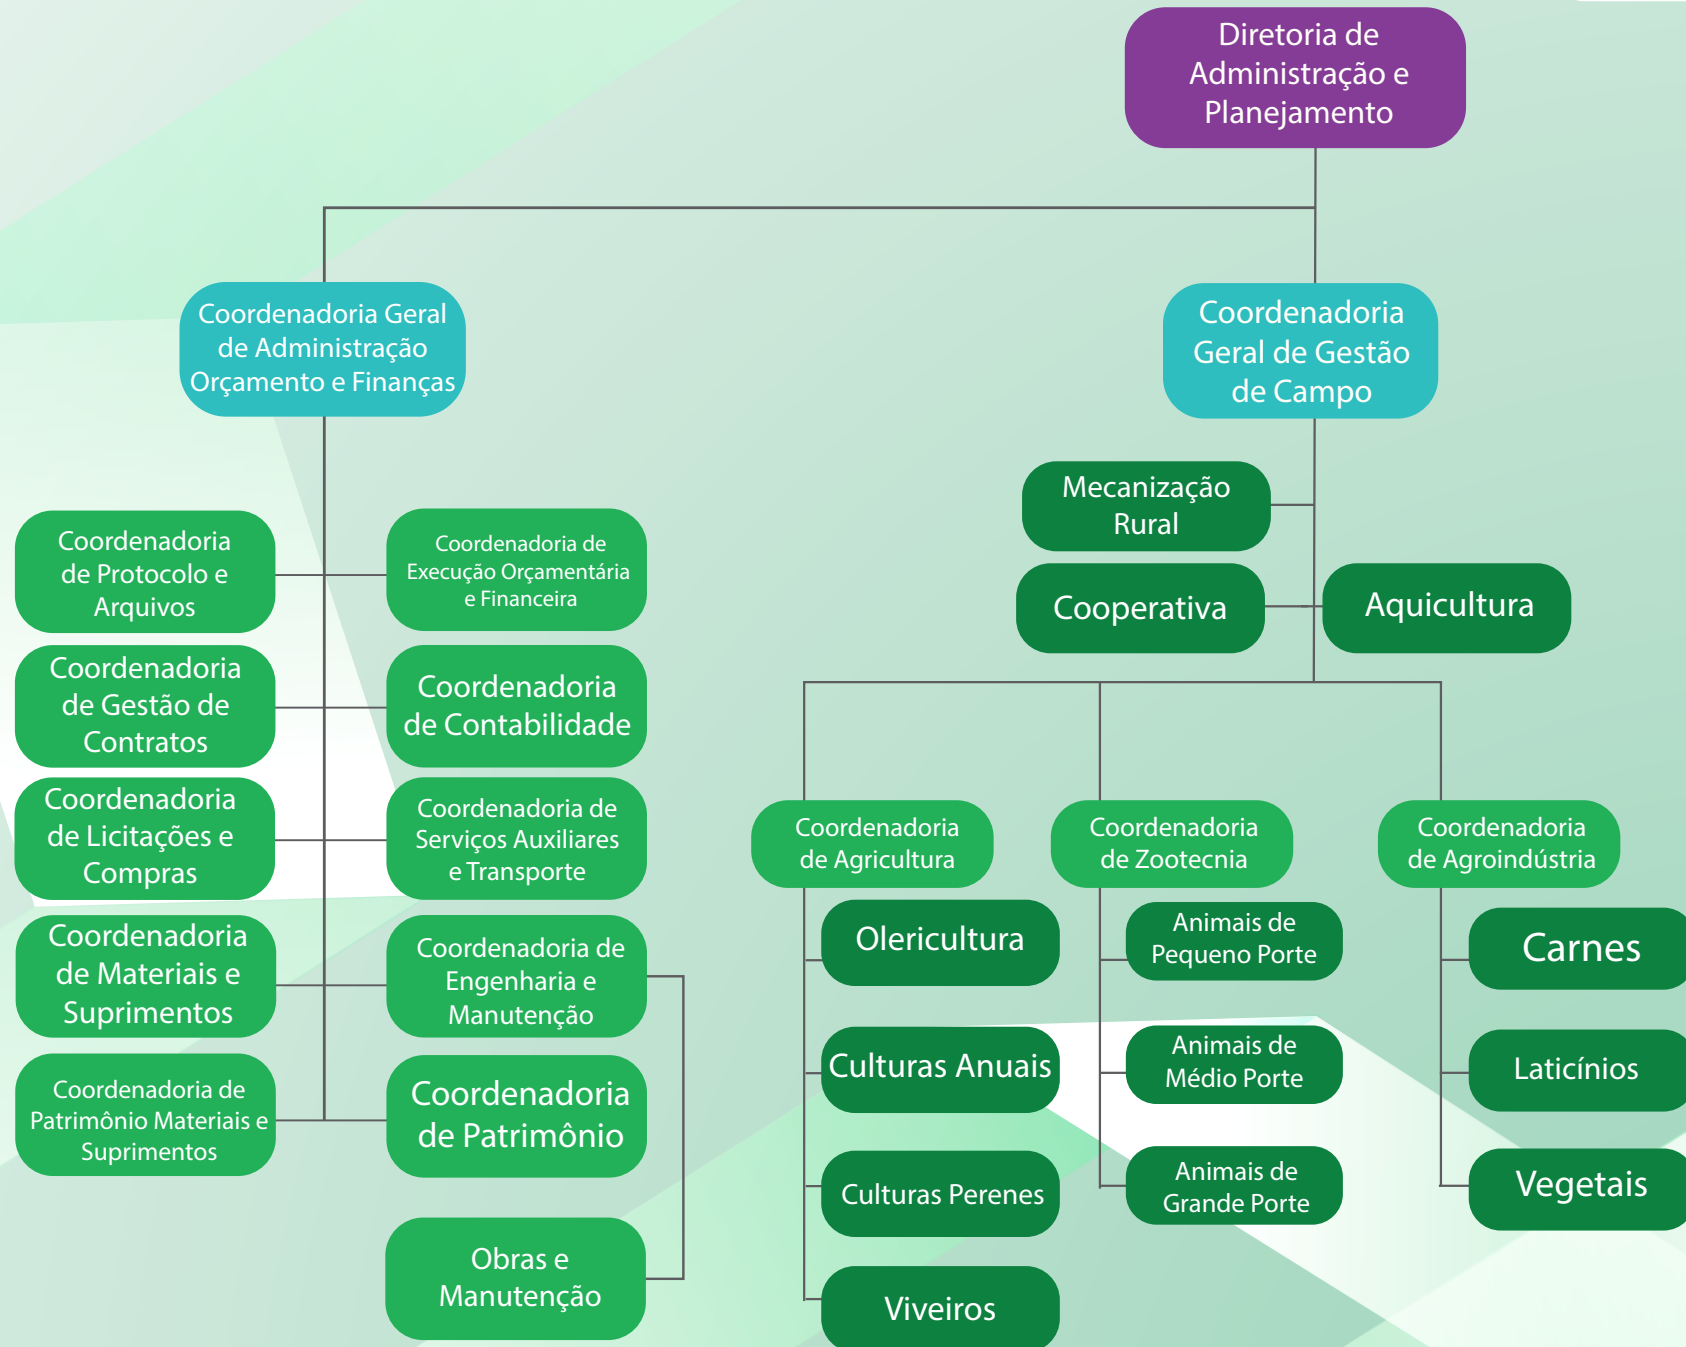 Diretoria de
Administração e
Planejamento
Coordenadoria Geral
de Administração
Orçamento e Finanças
Coordenadoria
Geral de Gestão
de Campo
Mecanização
Rural
Cooperativa
Aquicultura
Coordenadoria
de Protocolo e
Arquivos
Coordenadoria de
Execução Orçamentária
e Financeira
Coordenadoria
de Gestão de
Contratos
Coordenadoria
de Contabilidade
Coordenadoria
de Licitações e
Compras
Coordenadoria de
Serviços Auxiliares
e Transporte
Coordenadoria
de Materiais e
Suprimentos
Coordenadoria de
Engenharia e
Manutenção
Coordenadoria de
Patrimônio Materiais e
Suprimentos
Coordenadoria
de Patrimônio
Obras e
Manutenção
Coordenadoria
de Agricultura
Olericultura
Culturas Anuais
Culturas Perenes
Viveiros
Coordenadoria
de Zootecnia
Animais de
Pequeno Porte
Animais de
Médio Porte
Animais de
Grande Porte
Coordenadoria
de Agroindústria
Carnes
Laticínios
Vegetais